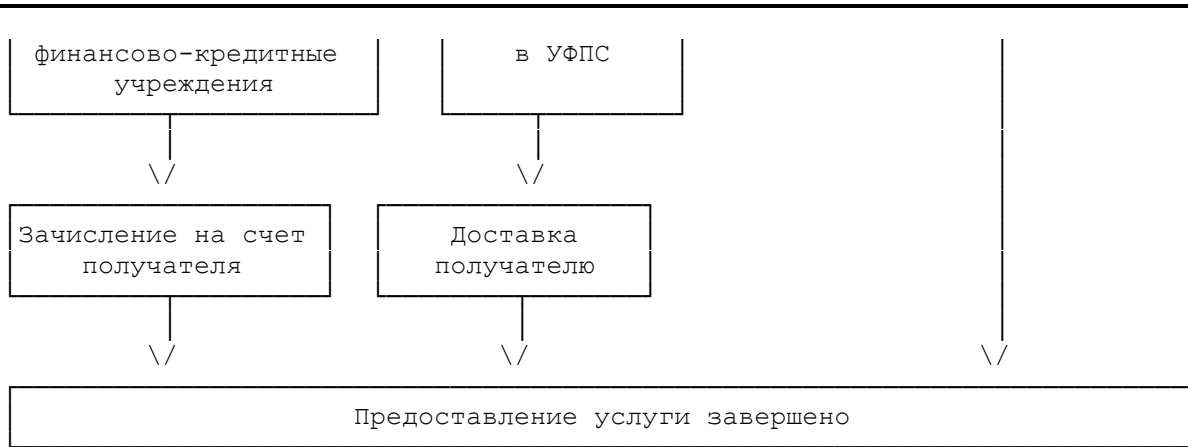 финансово-кредитные
учреждения
в УФПС
Зачисление на счет
получателя
Доставка
получателю
Предоставление услуги завершено